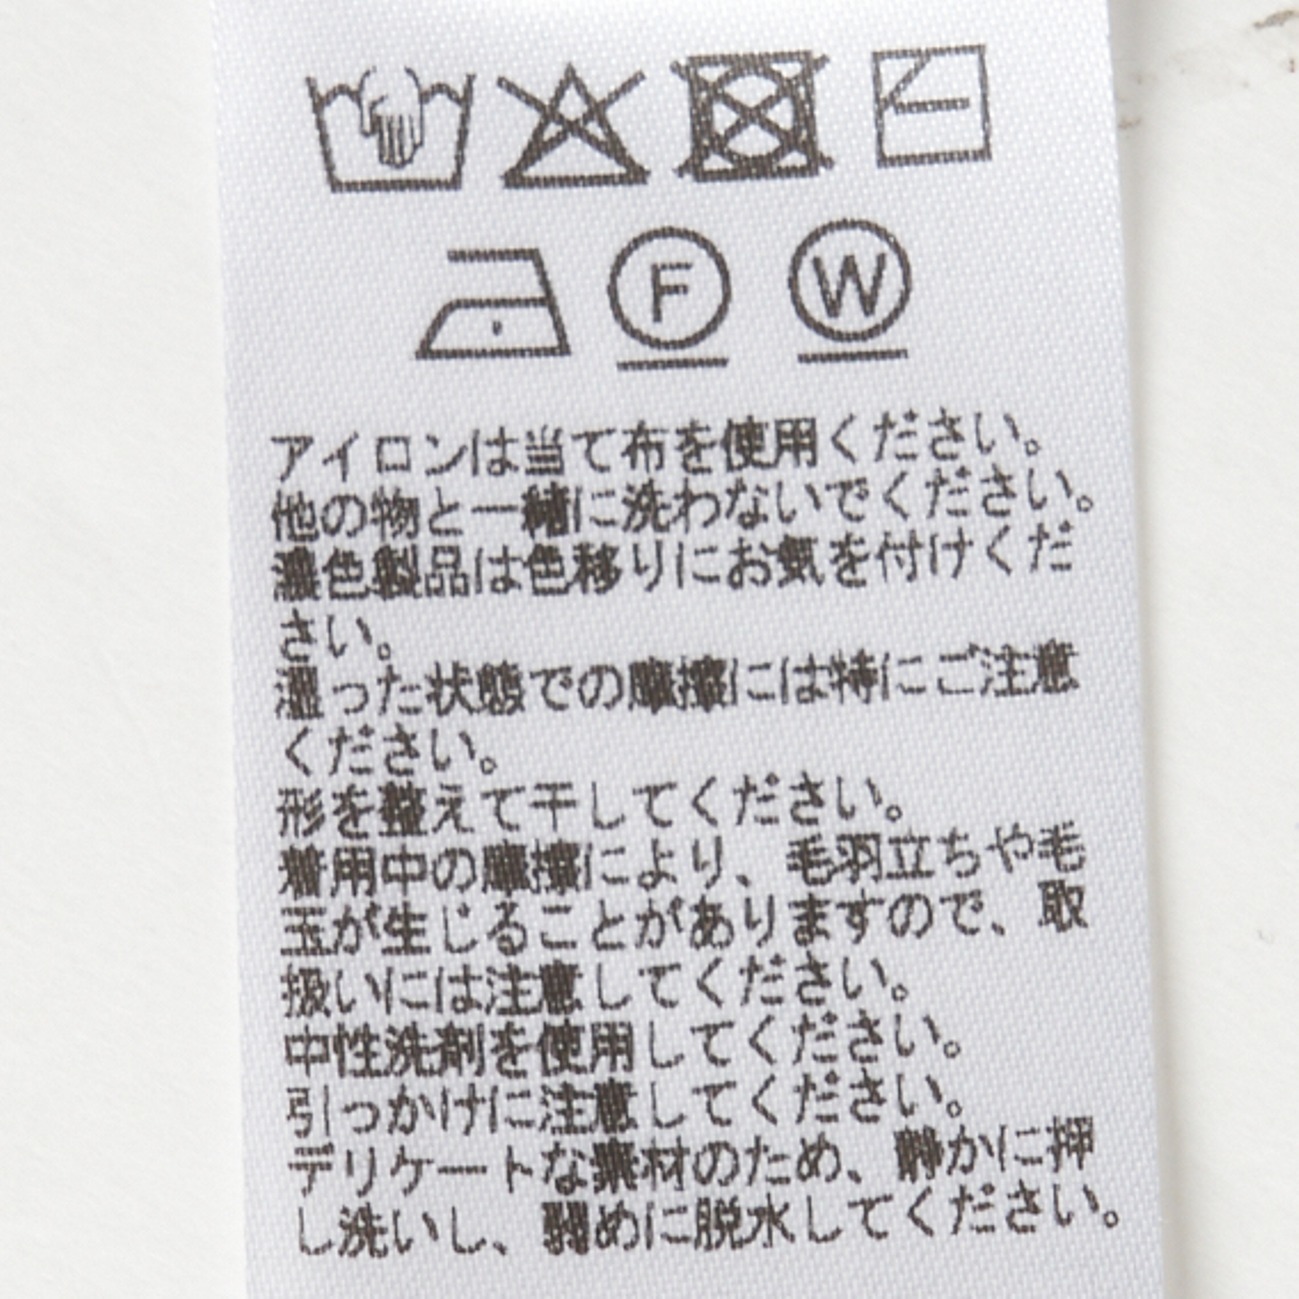 F W
アイロンは当て布を使用ください。
他の物と一緒に洗わないでください。
濃色製品は色移りにお気を付けくだ
さい。
湿った状態での摩擦には特にご注意
ください。
形を整えて干してください。
着用中の摩擦により、毛羽立ちや毛
玉が生じることがありますので、取
扱いには注意してください。
中性洗剤を使用してください。
引っかけに注意してください。
デリケートな素材のため、静かに押
し洗いし、弱めに脱水してください。